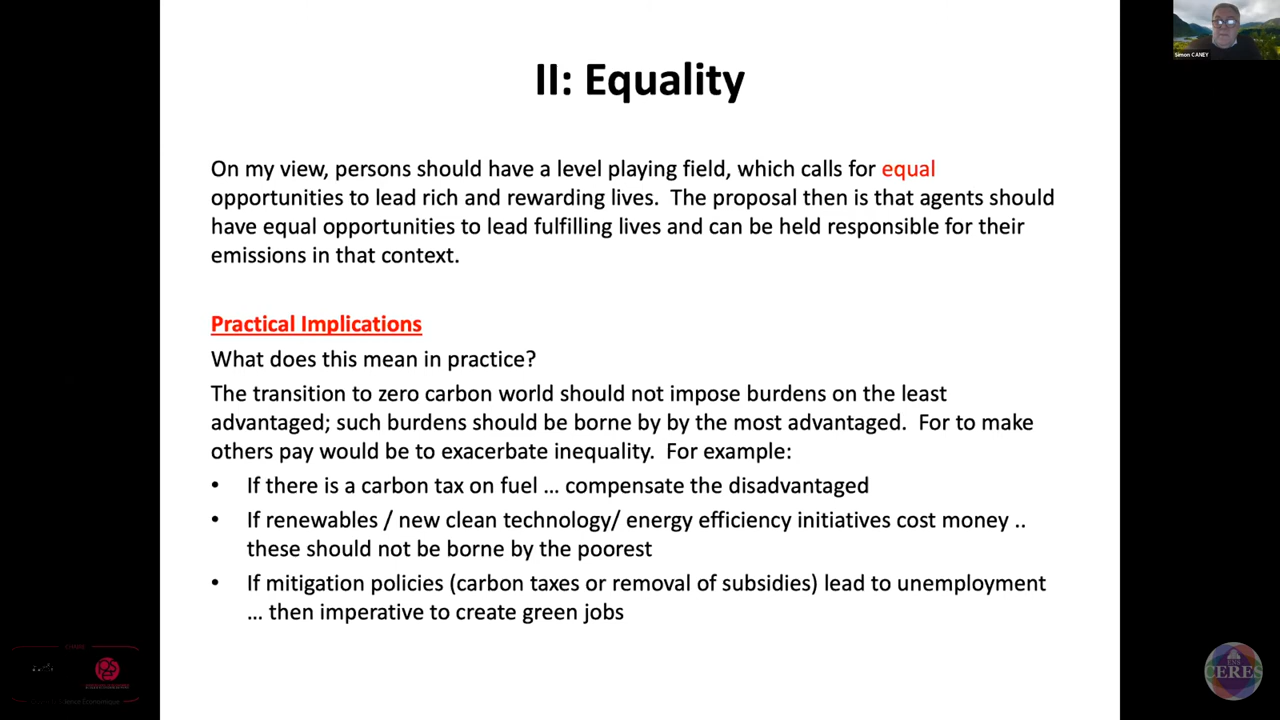 II: Equality
Simon CANEY
On my view, persons should have a level playing field, which calls for equal
opportunities to lead rich and rewarding lives.  The proposal then is that agents should
have equal opportunities to lead fulfilling lives and can be held responsible for their
emissions in that context.
Practical Implications
What does this mean in practice?
The transition to zero carbon world should not impose burdens on the least
advantaged; such burdens should be borne by by the most advantaged.  For to make
others pay would be to exacerbate inequality.  For example:
• If there is a carbon tax on fuel … compensate the disadvantaged
• If renewables / new clean technology/ energy efficiency initiatives cost money ..
these should not be borne by the poorest
• If mitigation policies (carbon taxes or removal of subsidies) lead to unemployment
… then imperative to create green jobs
ENS
CERES